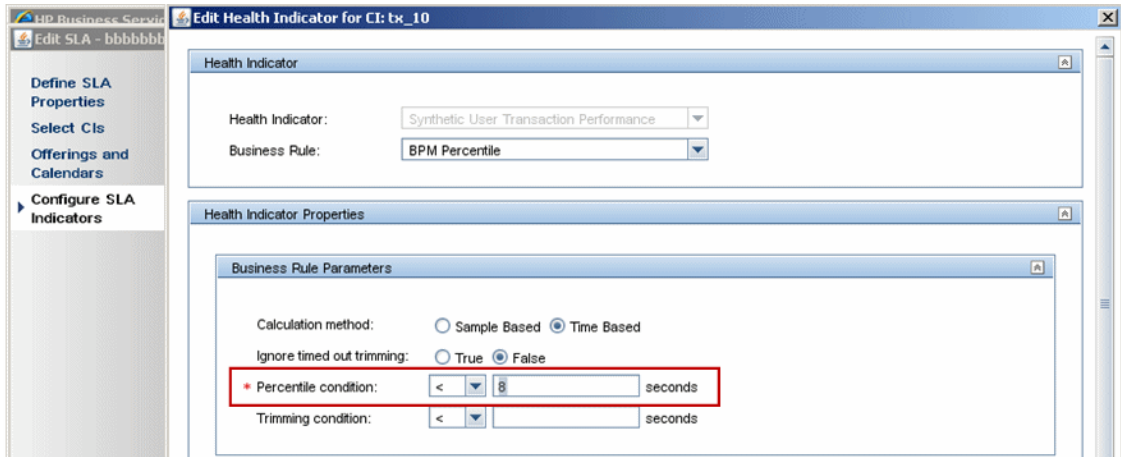 HP Business Servic
Edit SLA - bbbbbbb
Define SLA
Properties
Select CIs
Offerings and
Calendars
Configure SLA
Indicators
Edit Health Indicator for CI: tx_10
Health Indicator
Health Indicator: Synthetic User Transaction Performance
Business Rule: BPM Percentile
Health Indicator Properties
Business Rule Parameters
Calculation method: Sample Based Time Based
Ignore timed out trimming: True False
* Percentile condition: < 8 seconds
Trimming condition: < seconds